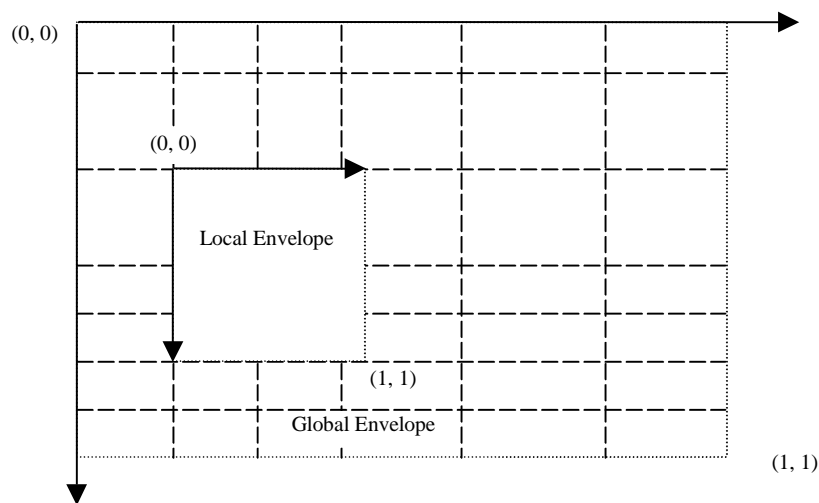 (0, 0)
(0, 0)
Local Envelope
(1, 1)
Global Envelope
(1, 1)